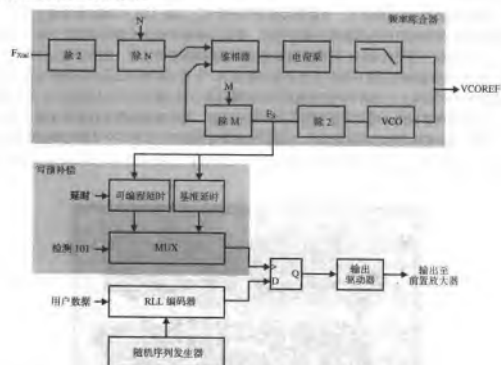 频率综合器
N
除 2
除 N
鉴相器
电荷泵
VCOREF
M
除 M
除 2
VCO
写预补偿
延时
可编程延时
基准延时
检测 101
MUX
D
Q
输出
驱动器
输出至
前置放大器
用户数据
RLL 编码器
随机序列发生器